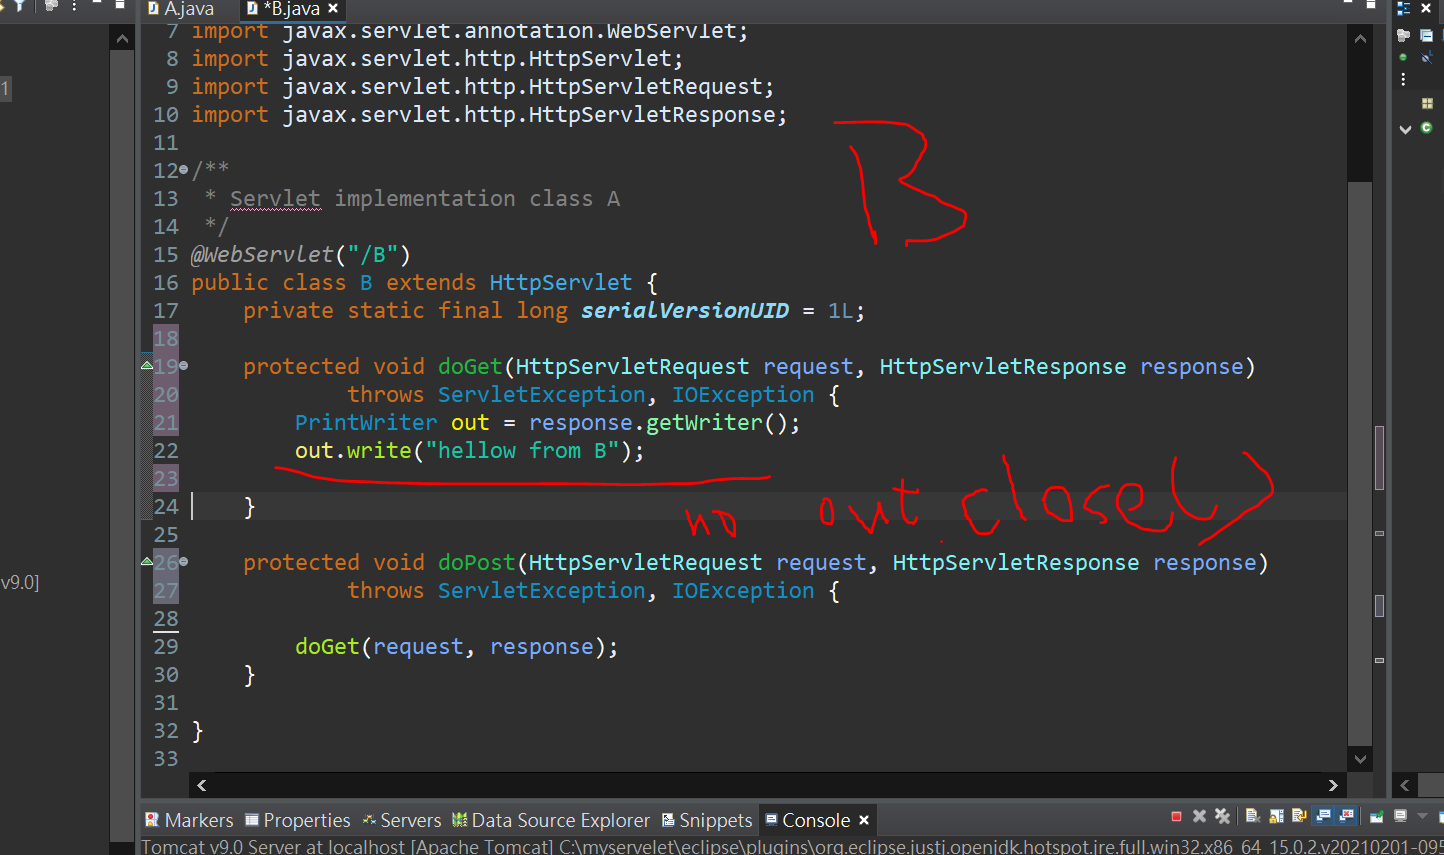 A.java
*B.java
7 import javax.servlet.annotation.WebServlet;
8 import javax.servlet.http.HttpServlet;
9 import javax.servlet.http.HttpServletRequest;
10 import javax.servlet.http.HttpServletResponse;
11
B
12 /**
13 * Servlet implementation class A
14 */
15 @WebServlet("/B")
16 public class B extends HttpServlet {
17 private static final long serialVersionUID = 1L;
18
19 protected void doGet(HttpServletRequest request, HttpServletResponse response)
20 throws ServletException, IOException {
21 PrintWriter out = response.getWriter();
22 out.write("hellow from B");
23
no out.close()
24 }
25
26 protected void doPost(HttpServletRequest request, HttpServletResponse response)
27 throws ServletException, IOException {
28
29 doGet(request, response);
30 }
31
32 }
33
1
v9.0]
Markers Properties Servers Data Source Explorer Snippets Console
Tomcat v9.0 Server at localhost [Apache Tomcat] C:\myservelet\eclipse\plugins\org.eclipse.justj.openjdk.hotspot.jre.full.win32.x86_64_15.0.2.v20210201-095